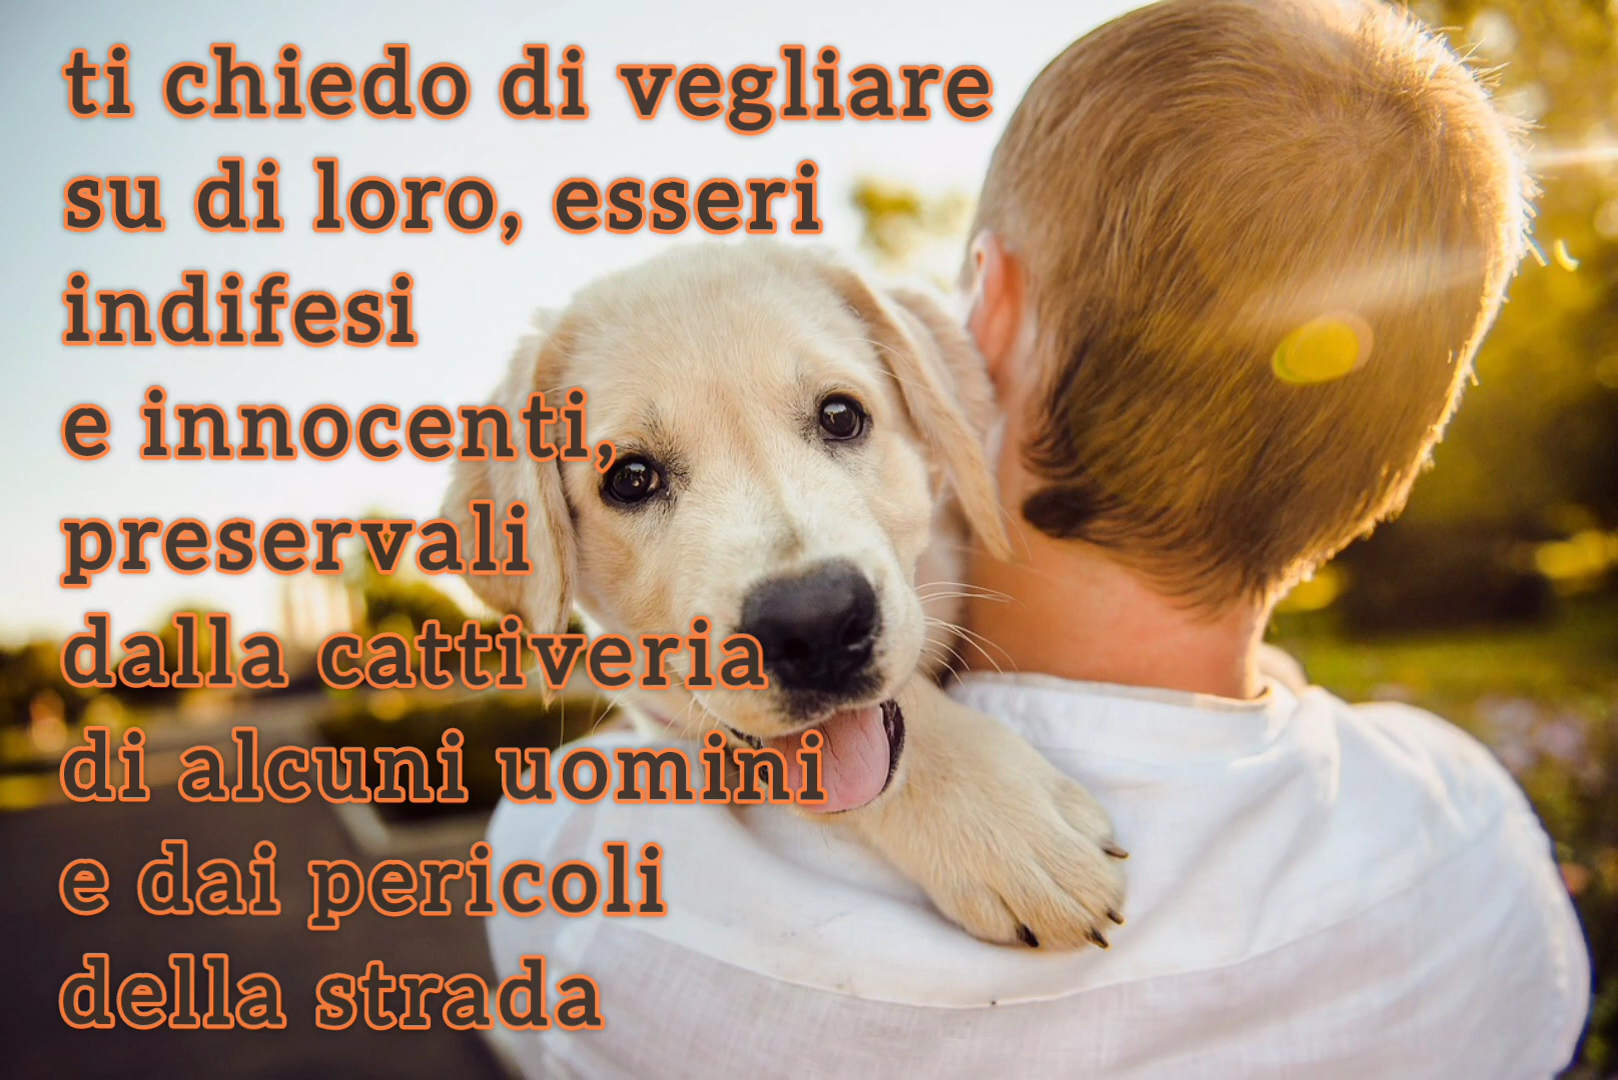 ti chiedo di vegliare
su di loro, esseri
indifesi
e innocenti,
preservali
dalla cattiveria
di alcuni uomini
e dai pericoli
della strada